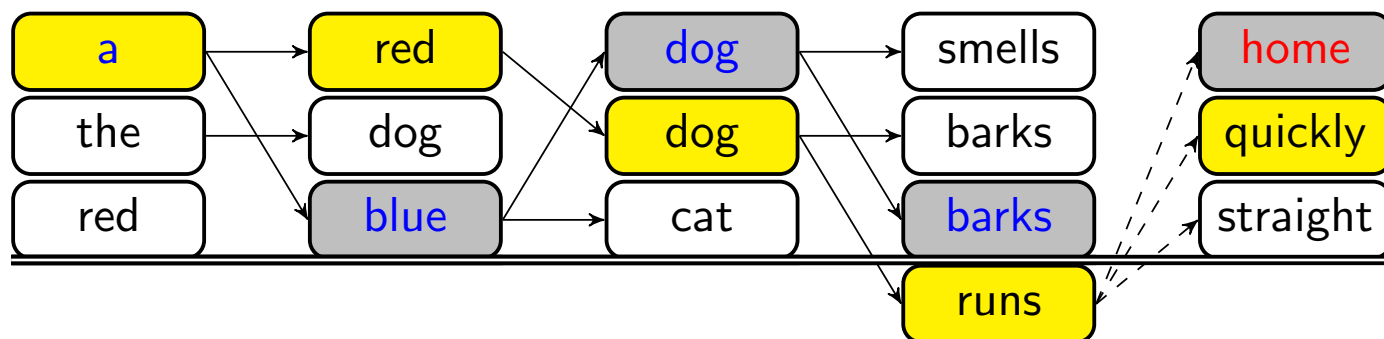 a red dog smells home
the dog dog barks quickly
red blue cat barks straight
runs